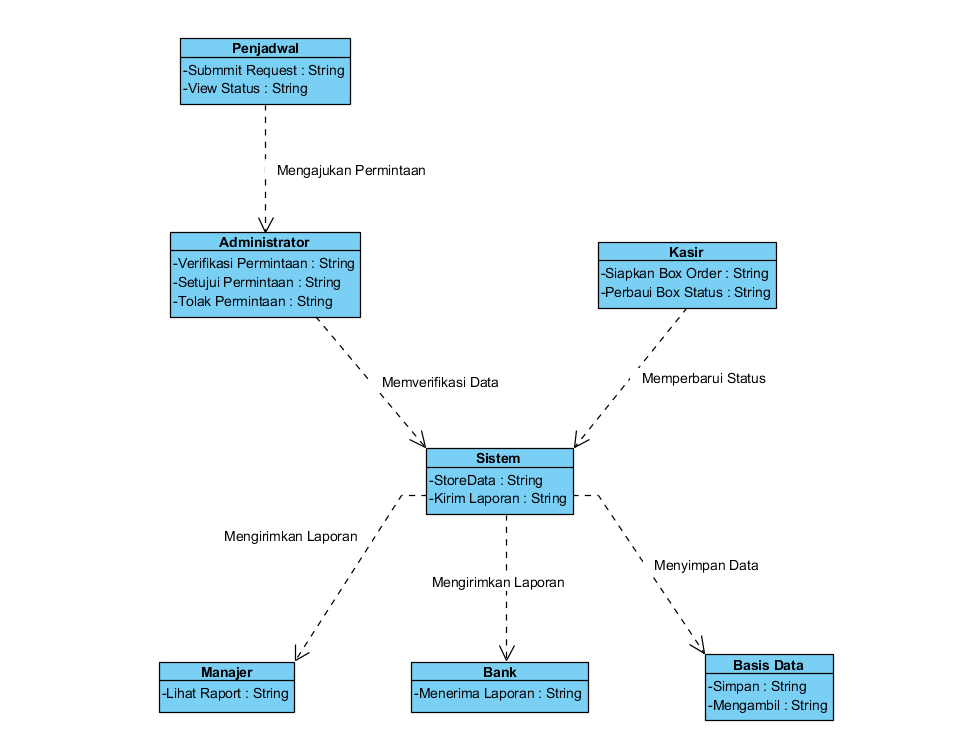 Penjadwal
-Submmit Request : String
-View Status : String
Mengajukan Permintaan
Administrator
-Verifikasi Permintaan : String
-Setujui Permintaan : String
-Tolak Permintaan : String
Kasir
-Siapkan Box Order : String
-Perbaui Box Status : String
Memverifikasi Data
Memperbarui Status
Sistem
-StoreData : String
-Kirim Laporan : String
Mengirimkan Laporan
Mengirimkan Laporan
Menyimpan Data
Manajer
-Lihat Raport : String
Bank
-Menerima Laporan : String
Basis Data
-Simpan : String
-Mengambil : String